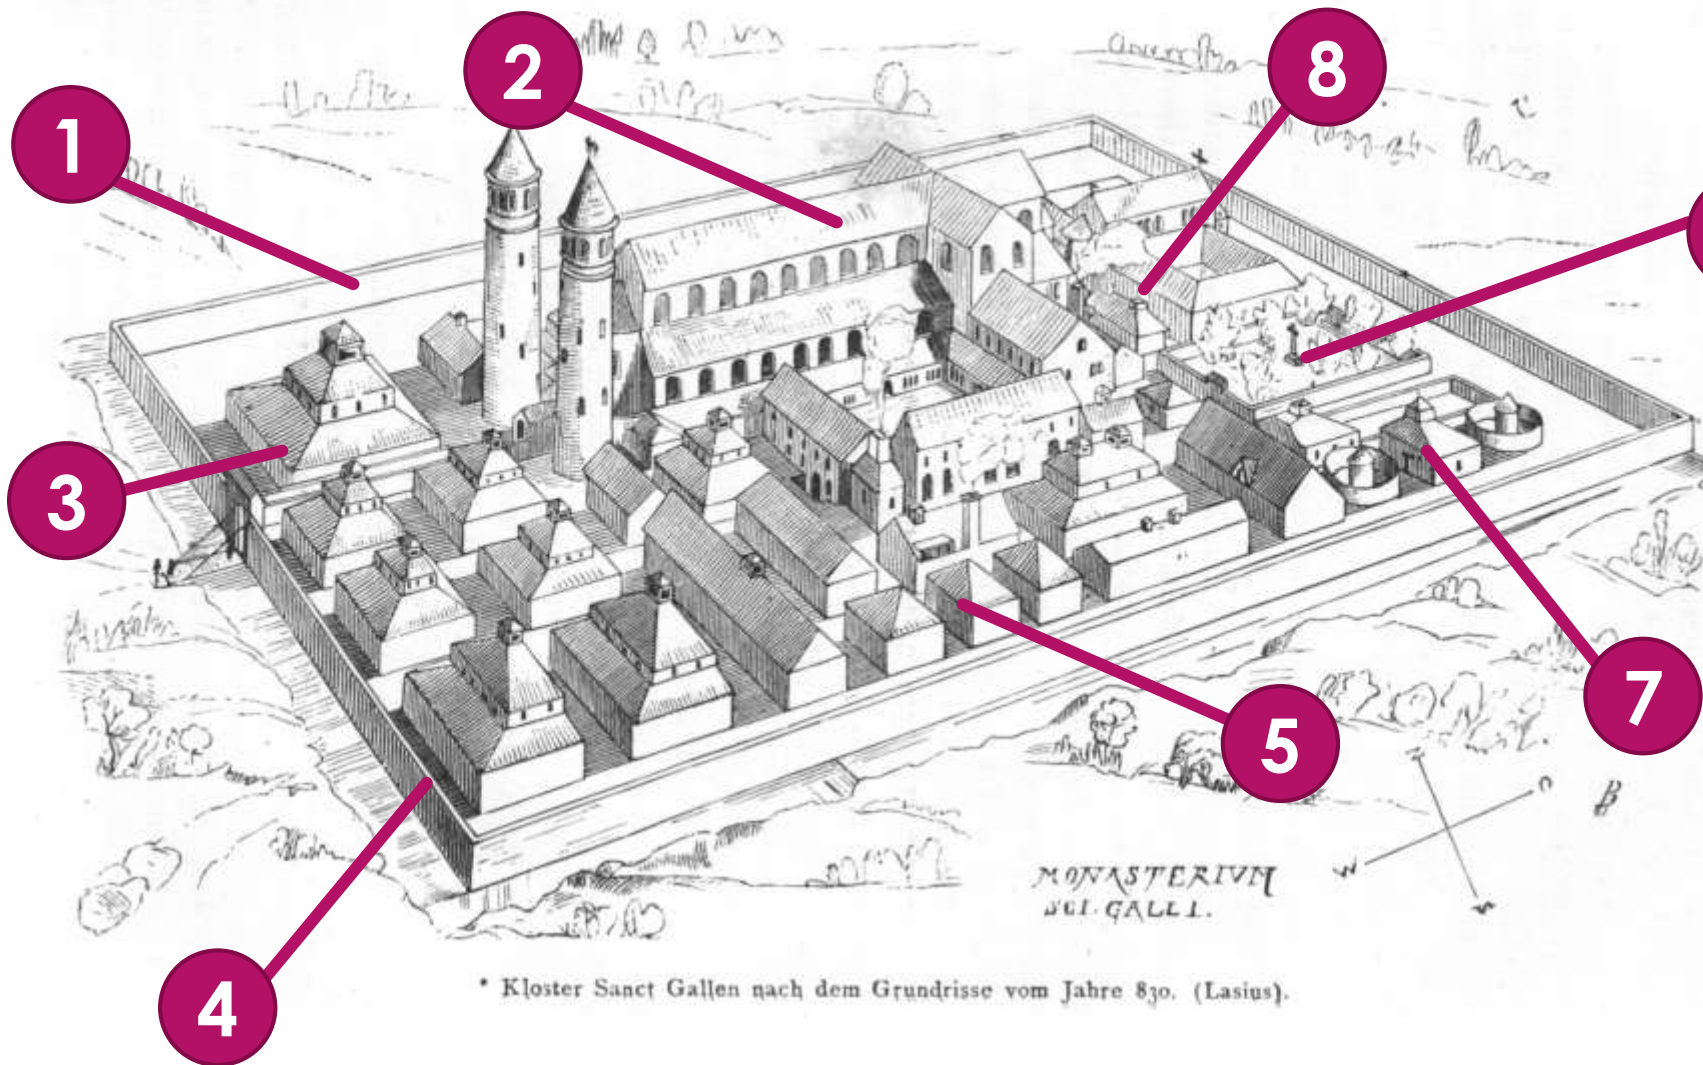 2
8
1
3
7
5
MONASTERIVM
SCI. GALLI.
W
4
* Kloster Sanct Gallen nach dem Grundrisse vom Jahre 830. (Lasius).